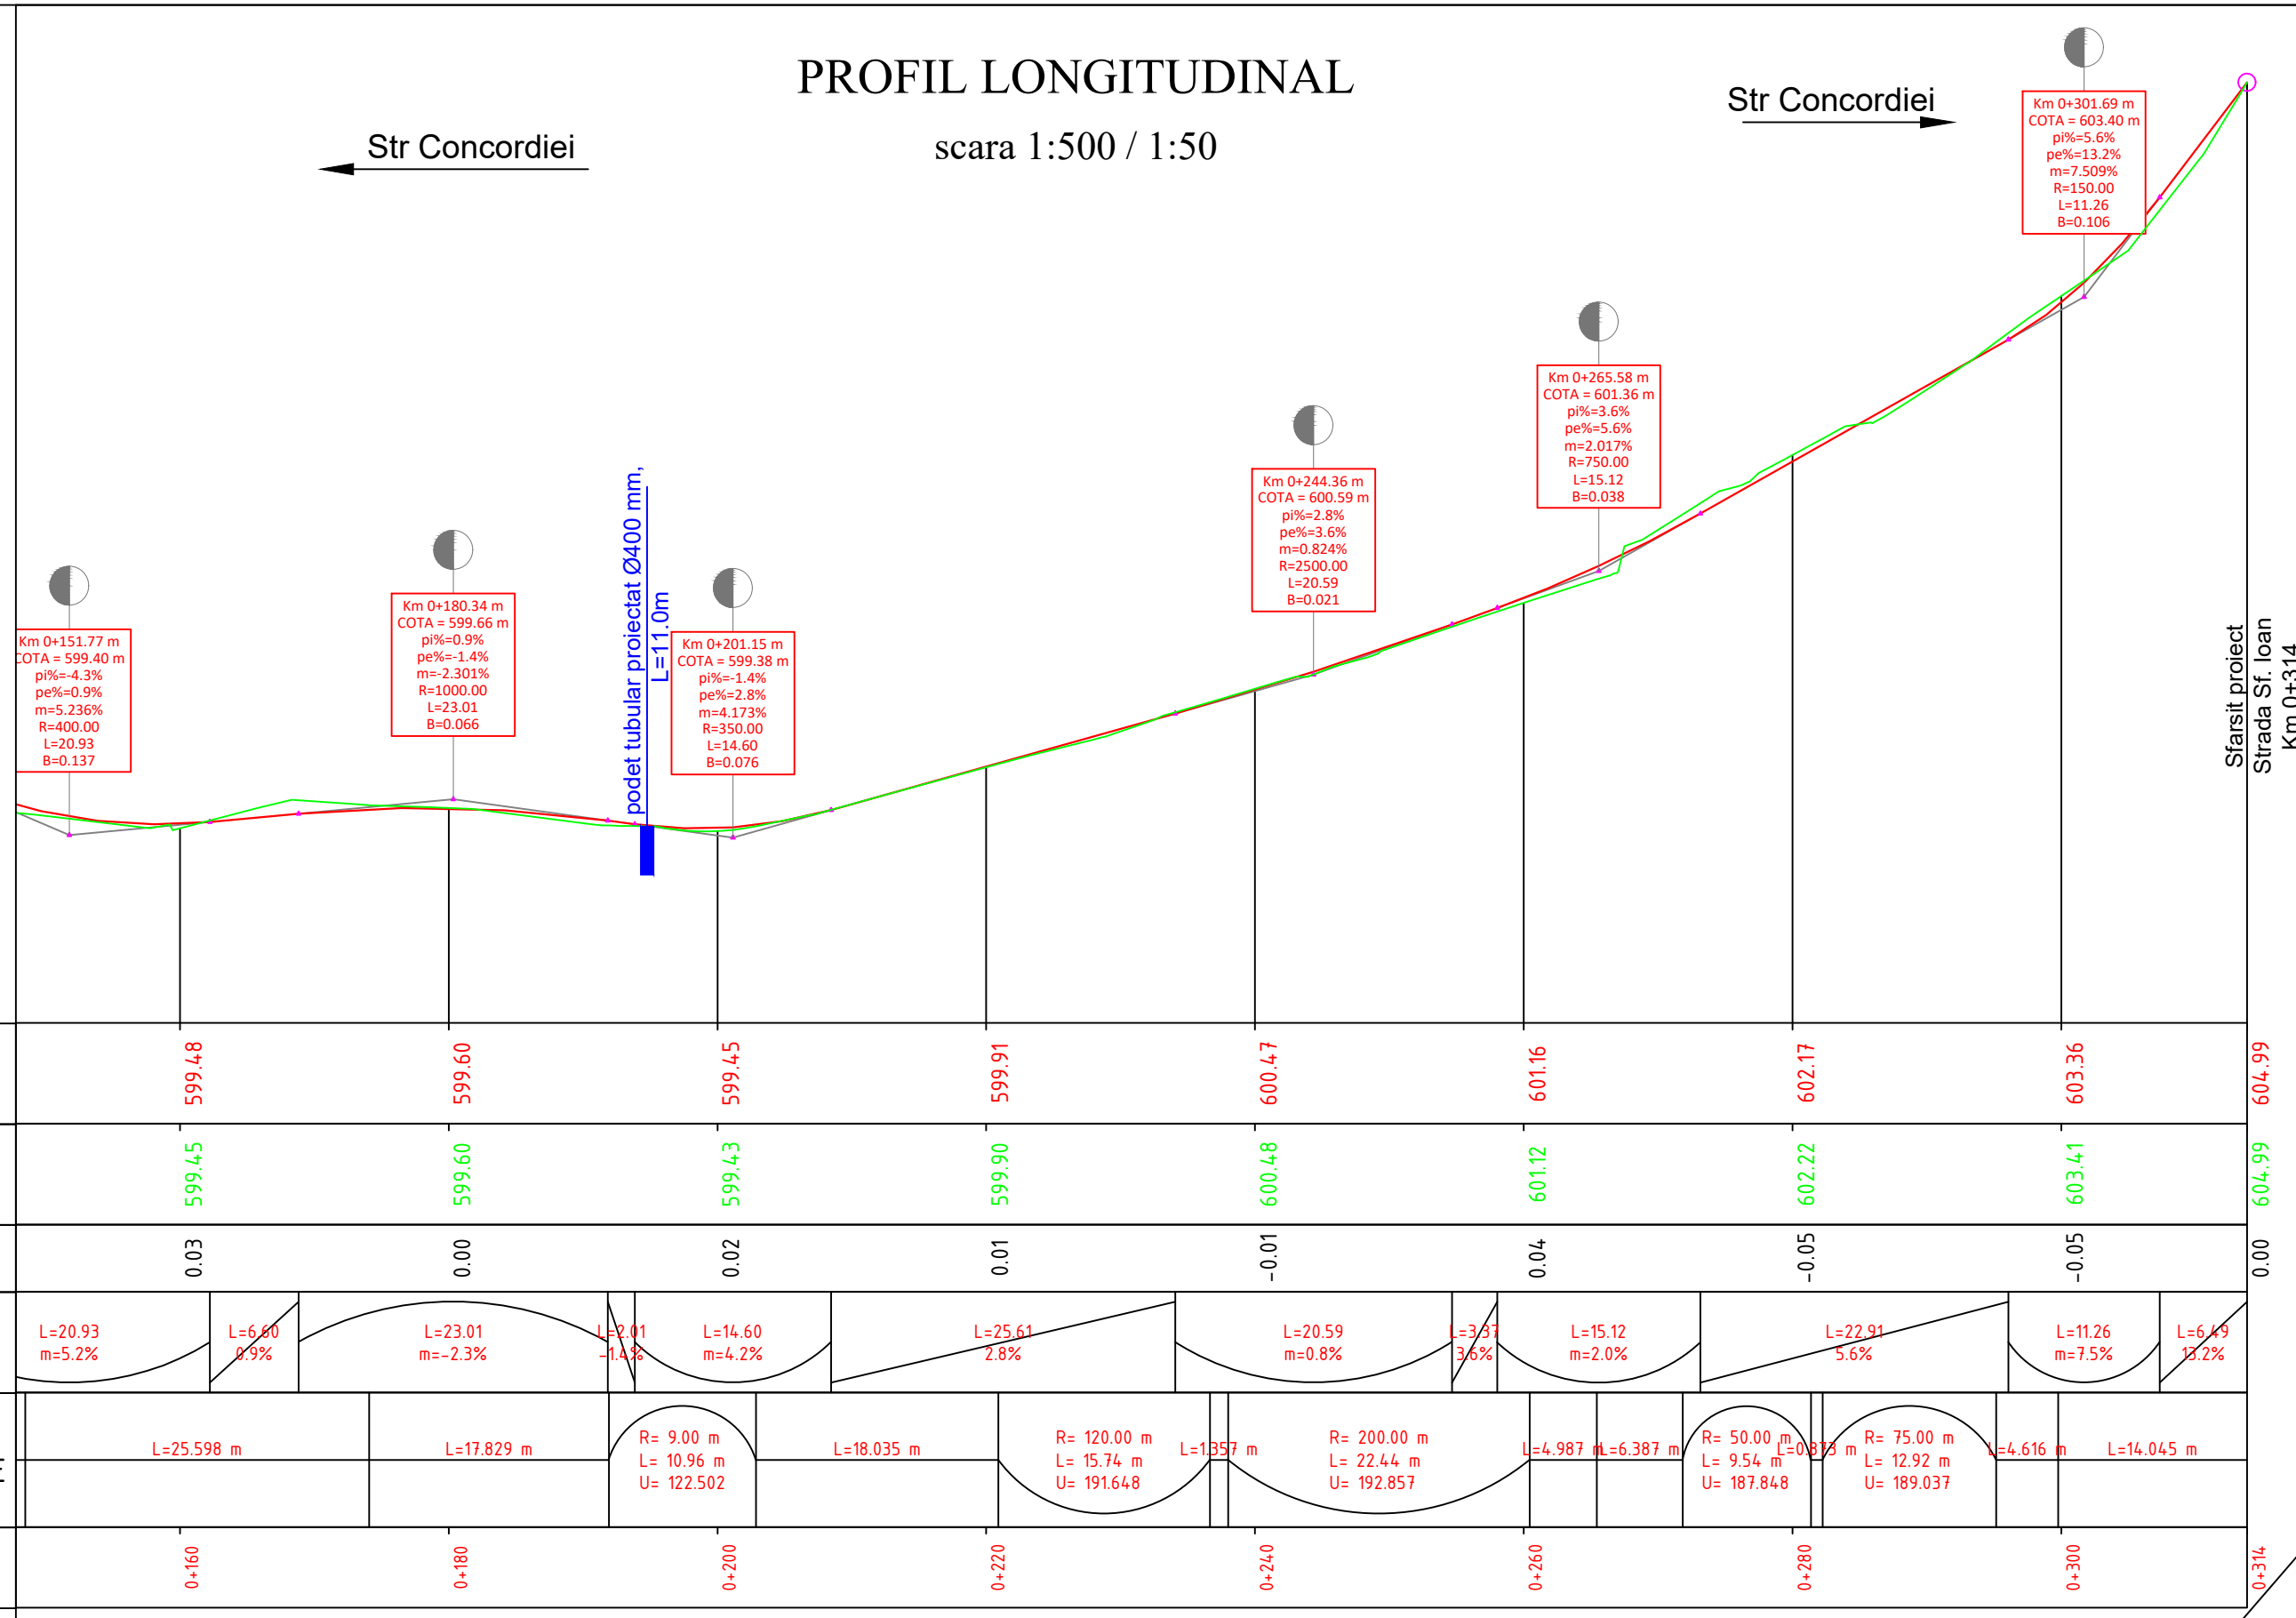 PROFIL LONGITUDINAL
scara 1:500 / 1:50
Str Concordiei
Str Concordiei
Km 0+151.77 m
COTA = 599.40 m
pi%=-4.3%
pe%=0.9%
m=5.236%
R=400.00
L=20.93
B=0.137
Km 0+180.34 m
COTA = 599.66 m
pi%=0.9%
pe%=-1.4%
m=-2.301%
R=1000.00
L=23.01
B=0.066
podet tubular proiectat Ø400 mm,
L=11.0m
Km 0+201.15 m
COTA = 599.38 m
pi%=-1.4%
pe%=2.8%
m=4.173%
R=350.00
L=14.60
B=0.076
Km 0+244.36 m
COTA = 600.59 m
pi%=2.8%
pe%=3.6%
m=0.824%
R=2500.00
L=20.59
B=0.021
Km 0+265.58 m
COTA = 601.36 m
pi%=3.6%
pe%=5.6%
m=2.017%
R=750.00
L=15.12
B=0.038
Km 0+301.69 m
COTA = 603.40 m
pi%=5.6%
pe%=13.2%
m=7.509%
R=150.00
L=11.26
B=0.106
Sfarsit proiect
Strada Sf. Ioan
Km 0+314
599.48 599.60 599.45 599.91 600.47 601.16 602.17 603.36 604.99
599.45 599.60 599.43 599.90 600.48 601.12 602.22 603.41 604.99
0.03 0.00 0.02 0.01 -0.01 0.04 -0.05 -0.05 0.00
L=20.93 L=6.60 L=23.01 L=2.01 L=14.60 L=25.61 L=20.59 L=3.37 L=15.12 L=22.91 L=11.26 L=6.49
m=5.2% 0.9% m=-2.3% -1.4% m=4.2% 2.8% m=0.8% 3.6% m=2.0% 5.6% m=7.5% 13.2%
L=25.598 m
L=17.829 m
R= 9.00 m
L= 10.96 m
U= 122.502
L=18.035 m
R= 120.00 m
L= 15.74 m
U= 191.648
L=1.357 m
R= 200.00 m
L= 22.44 m
U= 192.857
L=4.987 m
L=6.387 m
R= 50.00 m
L= 9.54 m
U= 187.848
L=0.873 m
R= 75.00 m
L= 12.92 m
U= 189.037
L=4.616 m
L=14.045 m
0+160 0+180 0+200 0+220 0+240 0+260 0+280 0+300 0+314